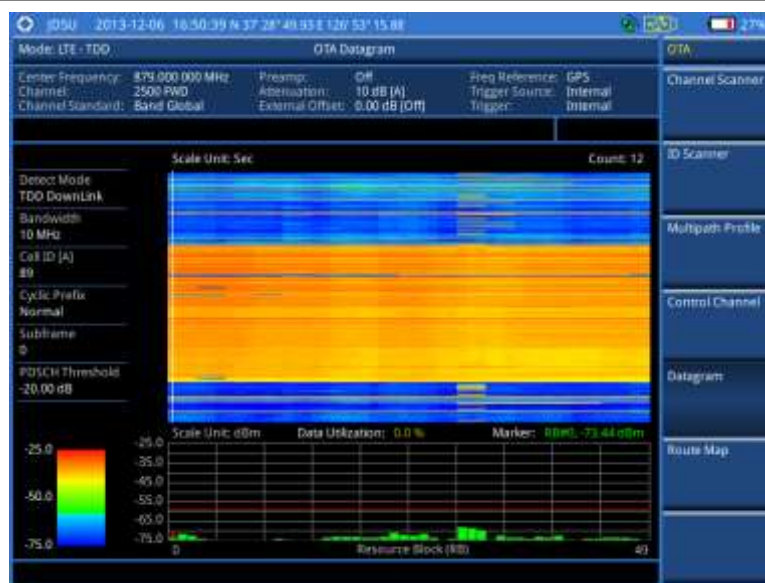 JDSU 2013-12-06 16:50:39 N 37° 28' 49.93 E 126° 53' 15.88 27%
Mode: LTE - TDD OTA Datagram OTA
Center Frequency: 879.000 000 MHz Preamp: Off Freq Reference: GPS
Channel: 2500 FWD Attenuation: 10 dB [A] Trigger Source: Internal
Channel Standard: Band Global External Offset: 0.00 dB [Off] Trigger: Internal
Channel Scanner
ID Scanner
Multipath Profile
Control Channel
Datagram
Route Map
Scale Unit: Sec Count: 12
Detect Mode
TDD DownLink
Bandwidth
10 MHz
Cell ID [A]
89
Cyclic Prefix
Normal
Subframe
0
PDSCH Threshold
-20.00 dB
Scale Unit: dBm Data Utilization: 0.0 % Marker: RB#0, -73.44 dBm
-25.0
-50.0
-75.0
-25.0
-35.0
-45.0
-55.0
-65.0
-75.0
0 Resource Block (RB) 49